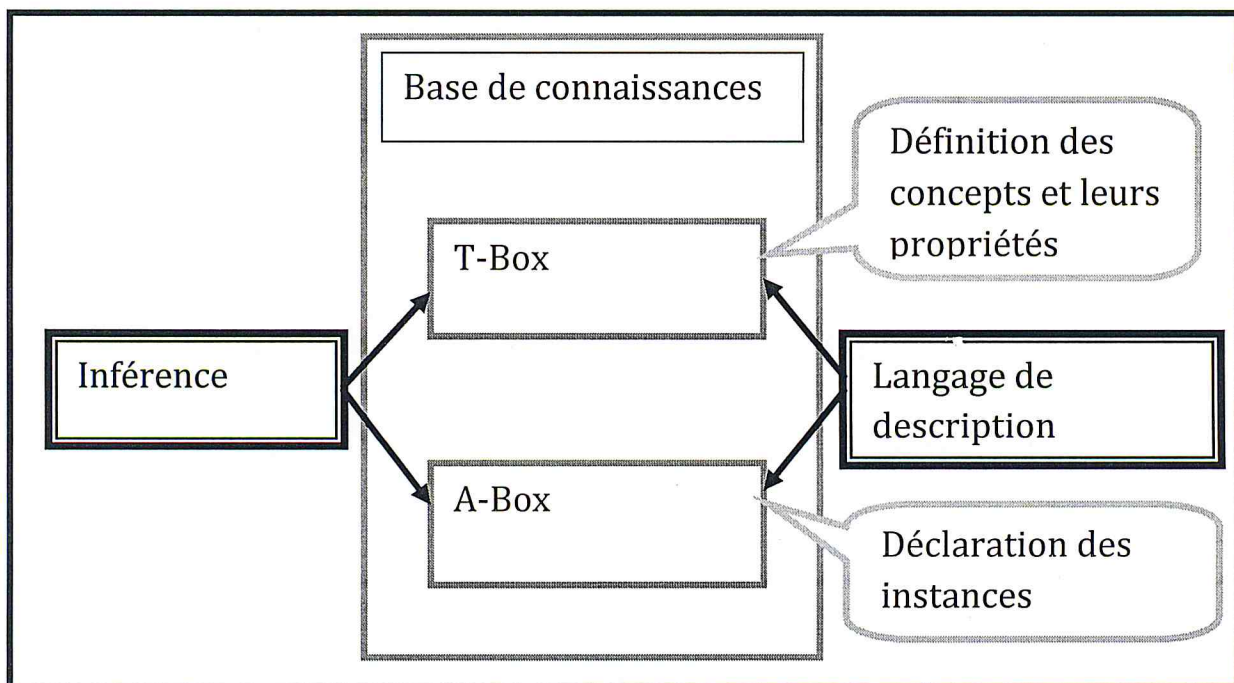 Base de connaissances
Définition des
concepts et leurs
propriétés
T-Box
Inférence
Langage de
description
A-Box
Déclaration des
instances